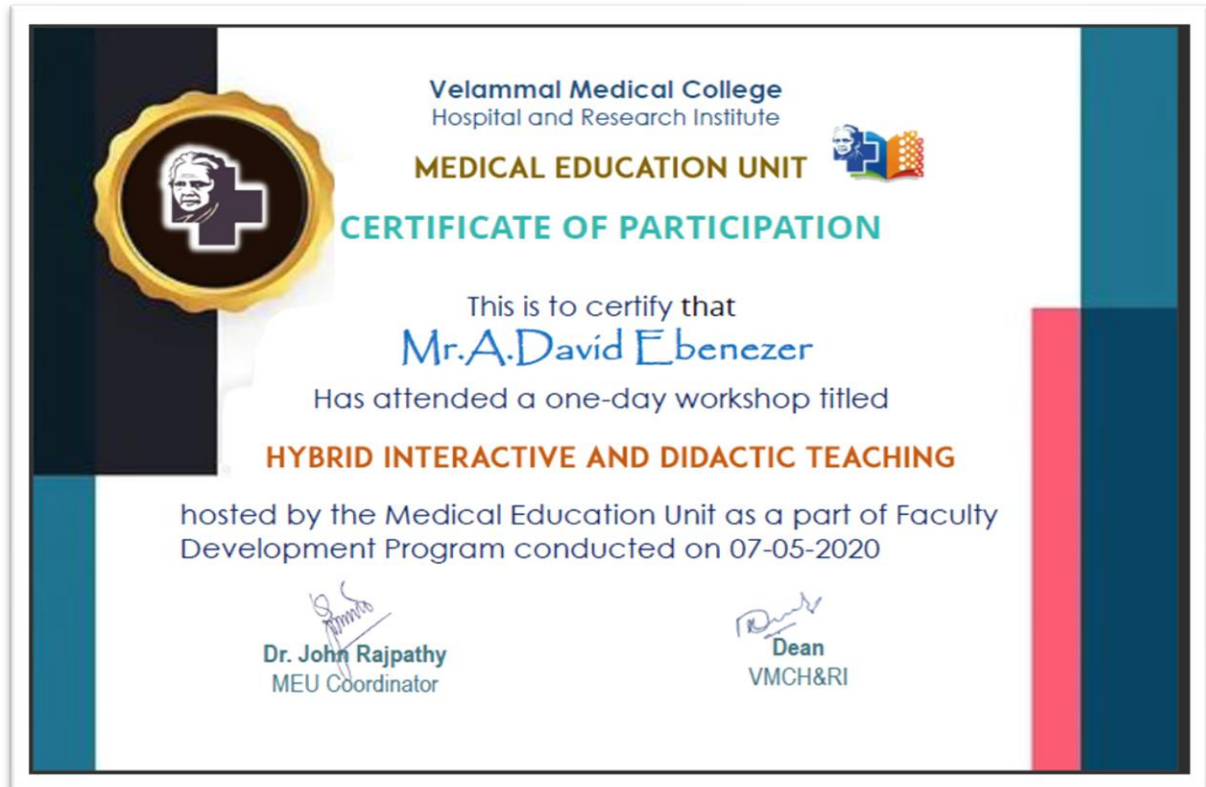 Velammal Medical College
Hospital and Research Institute
MEDICAL EDUCATION UNIT
CERTIFICATE OF PARTICIPATION
This is to certify that
Mr.A.David Ebenezer
Has attended a one-day workshop titled
HYBRID INTERACTIVE AND DIDACTIC TEACHING
hosted by the Medical Education Unit as a part of Faculty
Development Program conducted on 07-05-2020
Dr. John Rajpathy
MEU Coordinator
Dean
VMCH&RI